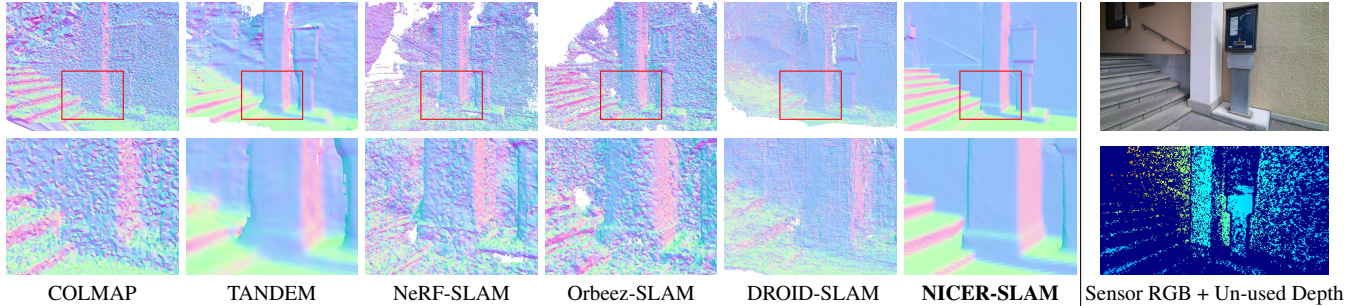 COLMAP TANDEM NeRF-SLAM Orbeez-SLAM DROID-SLAM NICER-SLAM Sensor RGB + Un-used Depth